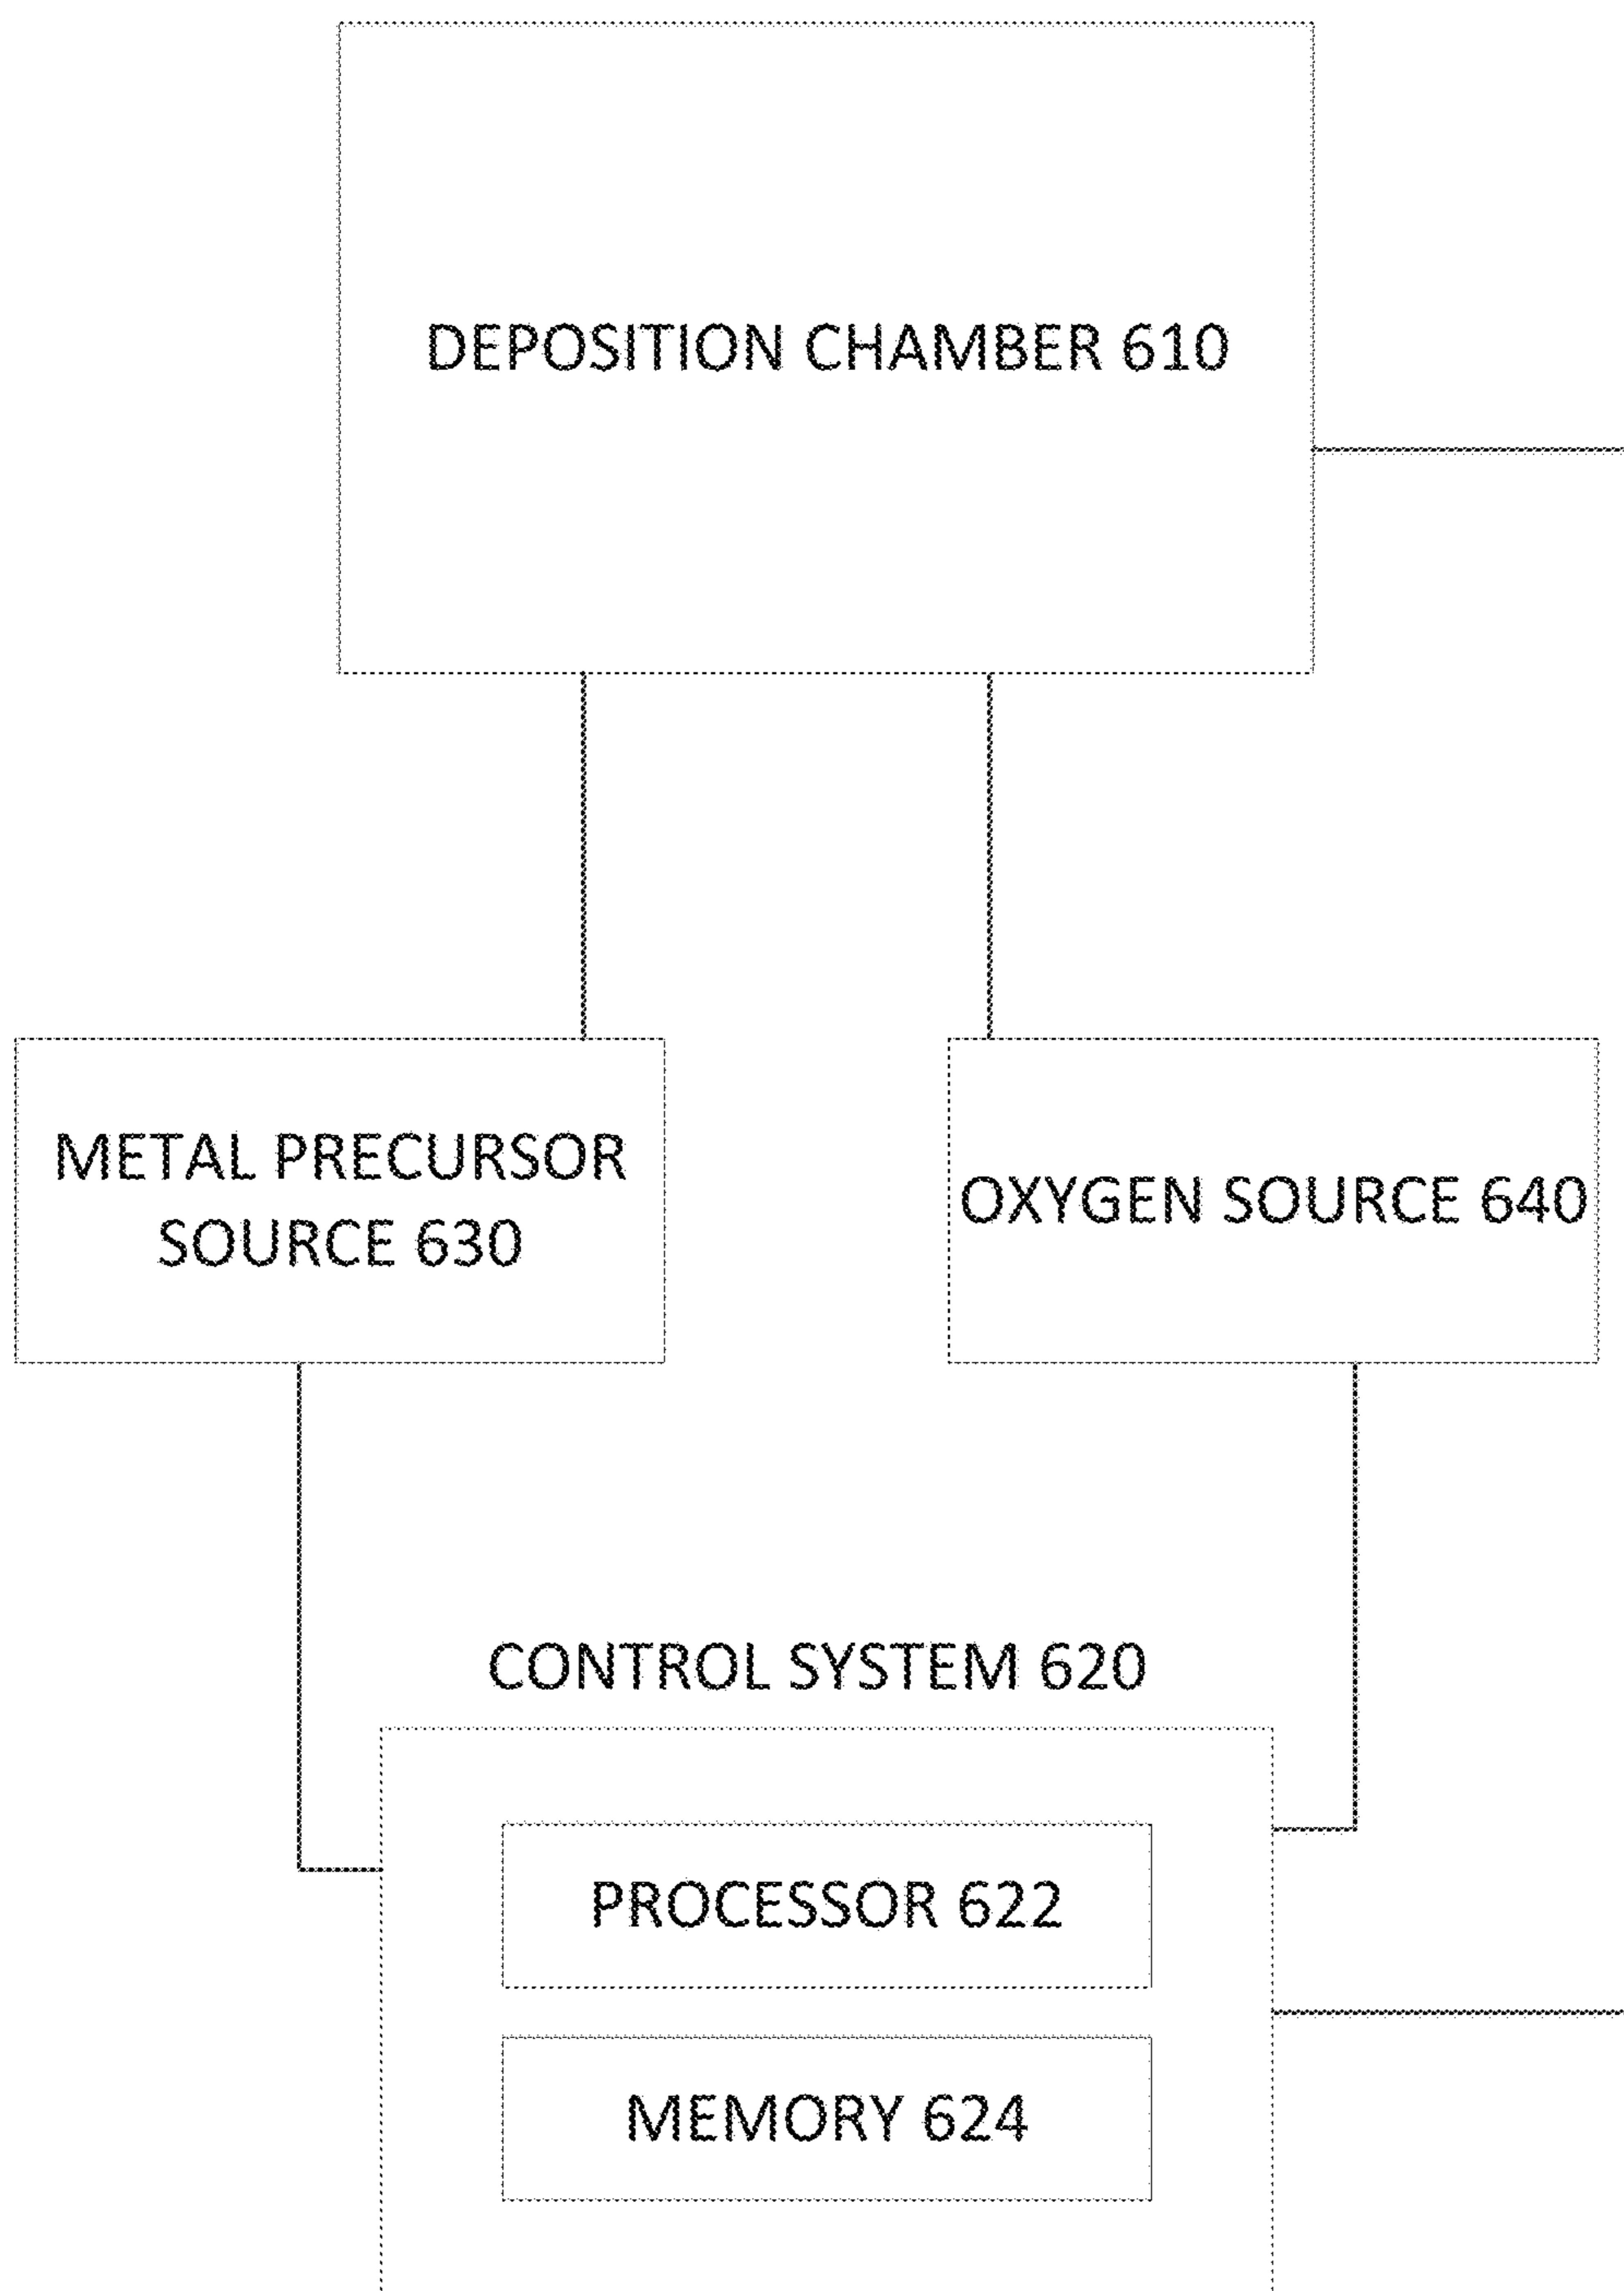 DEPOSITION CHAMBER 610
METAL PRECURSOR
SOURCE 630
OXYGEN SOURCE 640
CONTROL SYSTEM 620
PROCESSOR 622
MEMORY 624